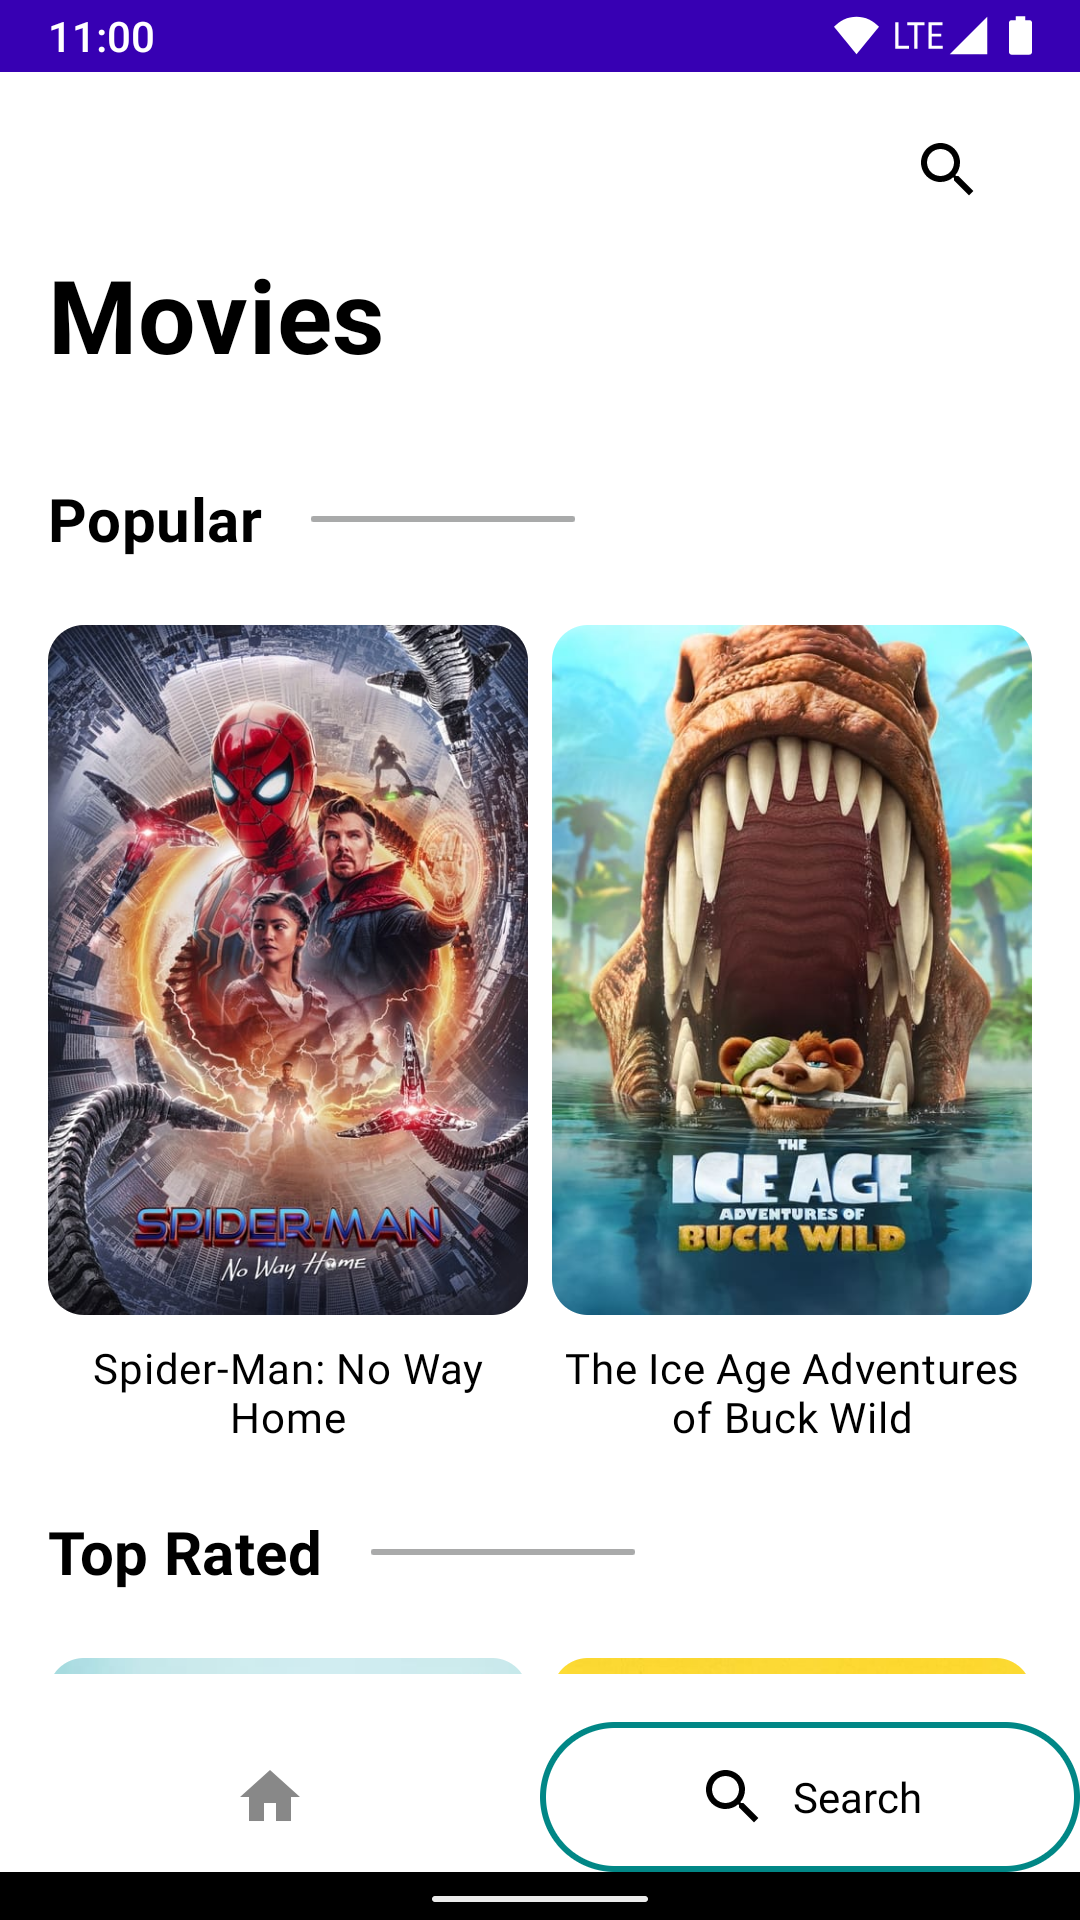 11:00
LTE
Movies
Popular
SPIDER-MAN
No Way Home
THE
ICE AGE
ADVENTURES OF
BUCK WILD
Spider-Man: No Way
Home
The Ice Age Adventures
of Buck Wild
Top Rated
Search